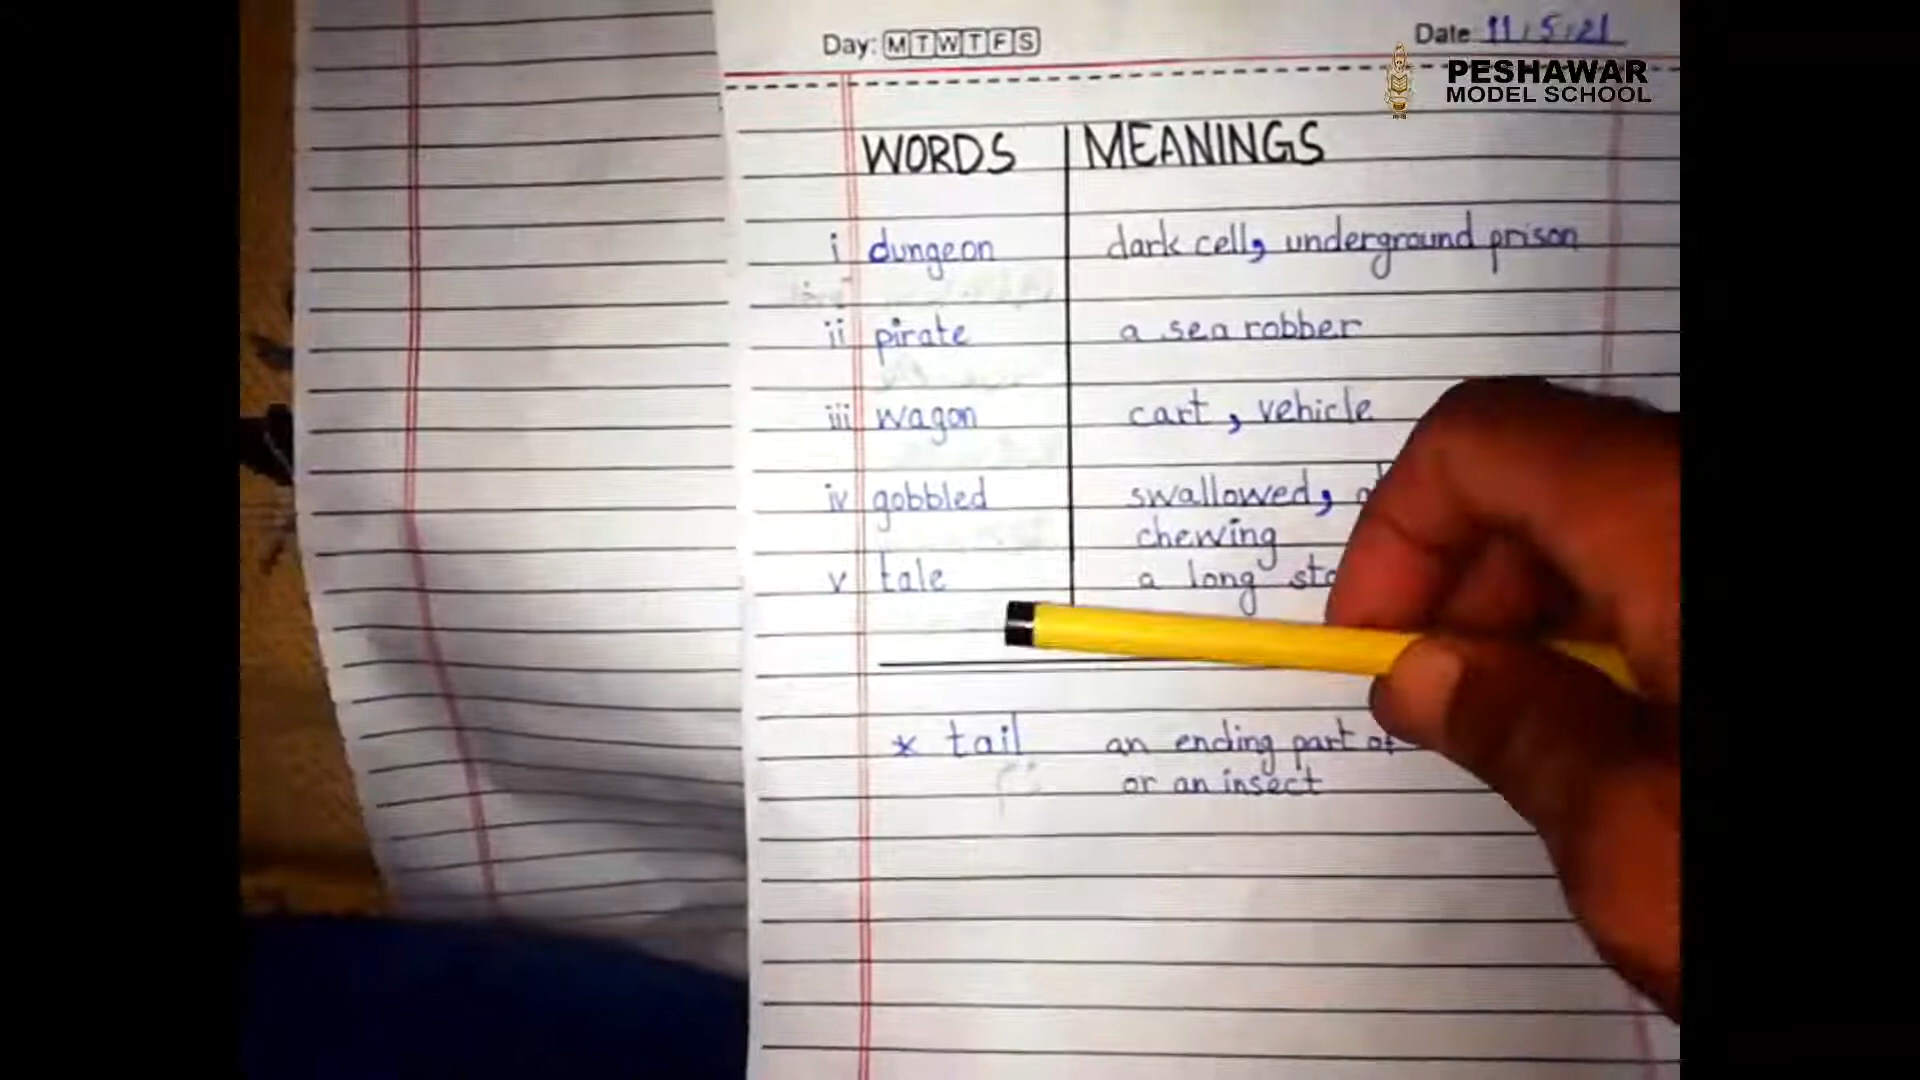 Day: M T W T F S
Date 11/5/21
PESHAWAR
MODEL SCHOOL
WORDS MEANINGS
i dungeon dark cell, underground prison
ii pirate a sea robber
iii wagon cart, vehicle
iv gobbled swallowed,
chewing
v tale a long
* tail an ending part of
or an insect